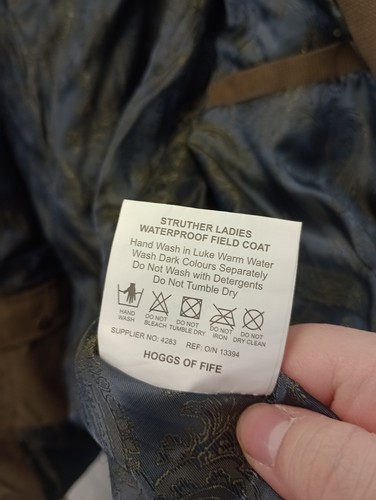 STRUTHER LADIES
WATERPROOF FIELD COAT
Hand Wash in Luke Warm Water
Wash Dark Colours Separately
Do Not Wash with Detergents
Do Not Tumble Dry
HAND WASH
DO NOT BLEACH
DO NOT TUMBLE DRY
DO NOT IRON
DO NOT DRY CLEAN
SUPPLIER NO: 4283 REF: O/N 13394
HOGGS OF FIFE